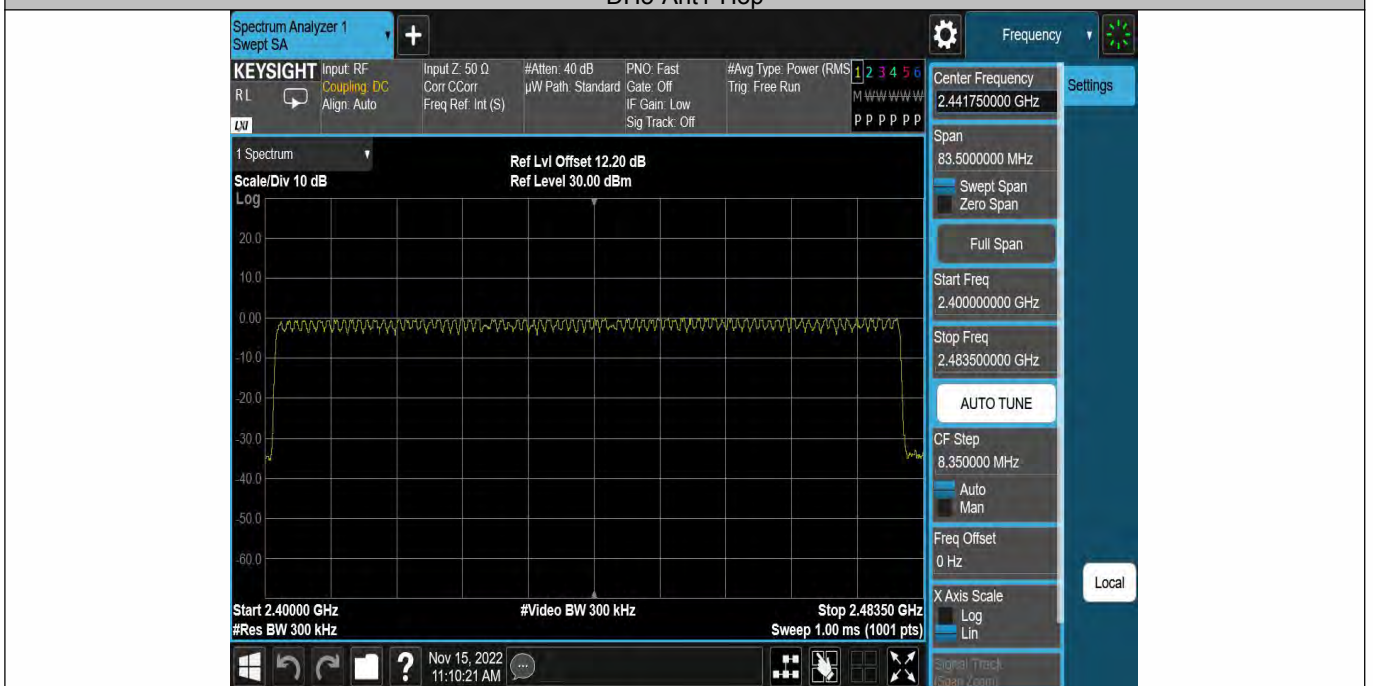 Spectrum Analyzer 1
Swept SA
+
Frequency
KEYSIGHT
RL
LXI
Input: RF
Coupling: DC
Align: Auto
Input Z: 50 Ω
Corr CCorr
Freq Ref: Int (S)
#Atten: 40 dB
µW Path: Standard
PNO: Fast
Gate: Off
IF Gain: Low
Sig Track: Off
#Avg Type: Power (RMS
Trig: Free Run
1 2 3 4 5 6
M W W W W W
P P P P P P
Center Frequency
2.441750000 GHz
Settings
Span
83.5000000 MHz
Swept Span
Zero Span
Full Span
Start Freq
2.400000000 GHz
Stop Freq
2.483500000 GHz
AUTO TUNE
CF Step
8.350000 MHz
Auto
Man
Freq Offset
0 Hz
X Axis Scale
Log
Lin
Signal Track
(Span Zoom)
Local
1 Spectrum
Scale/Div 10 dB
Ref Lvl Offset 12.20 dB
Ref Level 30.00 dBm
Log
20.0
10.0
0.00
-10.0
-20.0
-30.0
-40.0
-50.0
-60.0
Start 2.40000 GHz
#Video BW 300 kHz
Stop 2.48350 GHz
#Res BW 300 kHz
Sweep 1.00 ms (1001 pts)
?
Nov 15, 2022
11:10:21 AM